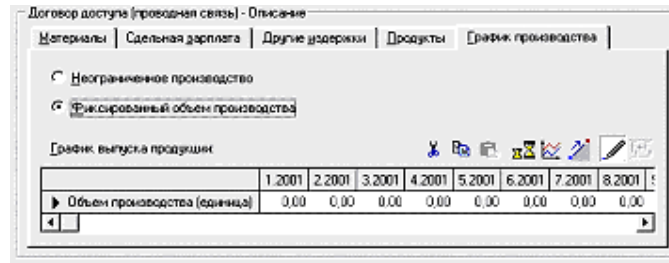 Договор доступа (проводная связь) - Описание
Материалы Сдельная зарплата Другие издержки Продукты График производства
Неограниченное производство
Фиксированный объем производства
График выпуска продукции:
1.2001 2.2001 3.2001 4.2001 5.2001 6.2001 7.2001 8.2001
Объем производства (единица) 0,00 0,00 0,00 0,00 0,00 0,00 0,00 0,00